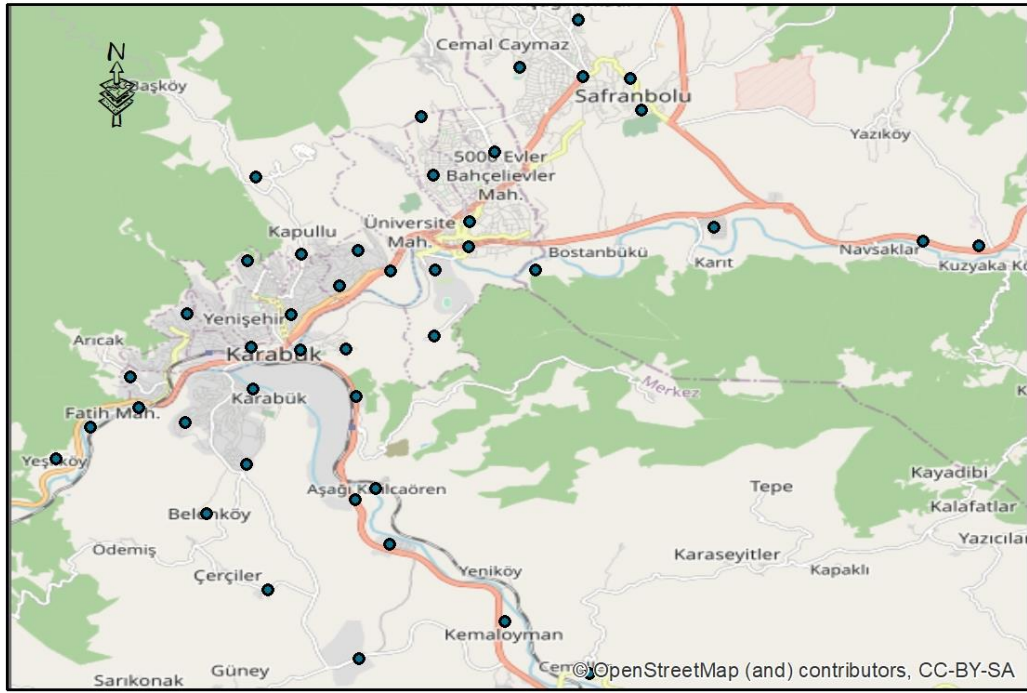 N
Cemal Caymaz
Başköy
Safranbolu
Yazıköy
5000 Evler
Bahçelievler
Mah.
Üniversite
Mah.
Kapullu
Bostanbükü
Navsaklar
Karıt
Kuzyaka Kö
Yenişehir
Arıcak
Karabük
Merkez
Karabük
Fatih Mah.
Yeşilköy
Kayadibi
Aşağı Kızılcaören
Tepe
Kalafatlar
Belenköy
Yazıcılar
Ödemiş
Karaseyitler
Kapaklı
Çerçiler
Yeniköy
Kemaloyman
Güney
Sarıkonak
© OpenStreetMap (and) contributors, CC-BY-SA